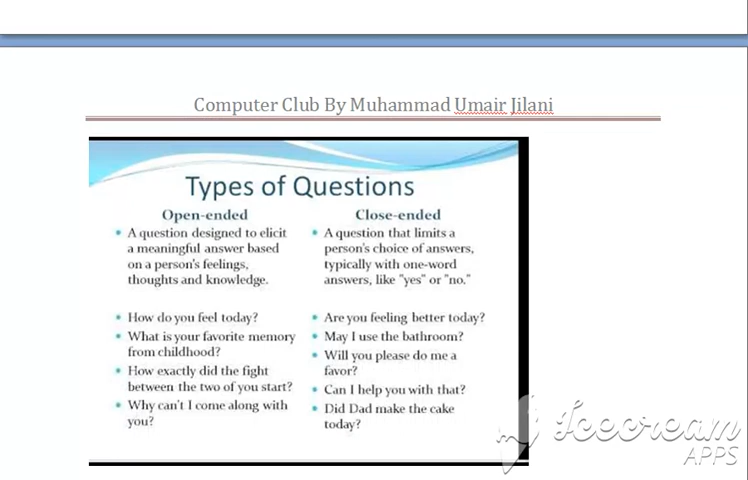 Computer Club By Muhammad Umair Jilani
Types of Questions
Open-ended
A question designed to elicit
a meaningful answer based
on a person's feelings,
thoughts and knowledge.
How do you feel today?
What is your favorite memory
from childhood?
How exactly did the fight
between the two of you start?
Why can't I come along with
you?
Close-ended
A question that limits a
person's choice of answers,
typically with one-word
answers, like "yes" or "no."
Are you feeling better today?
May I use the bathroom?
Will you please do me a
favor?
Can I help you with that?
Did Dad make the cake
today?
Icecream
APPS